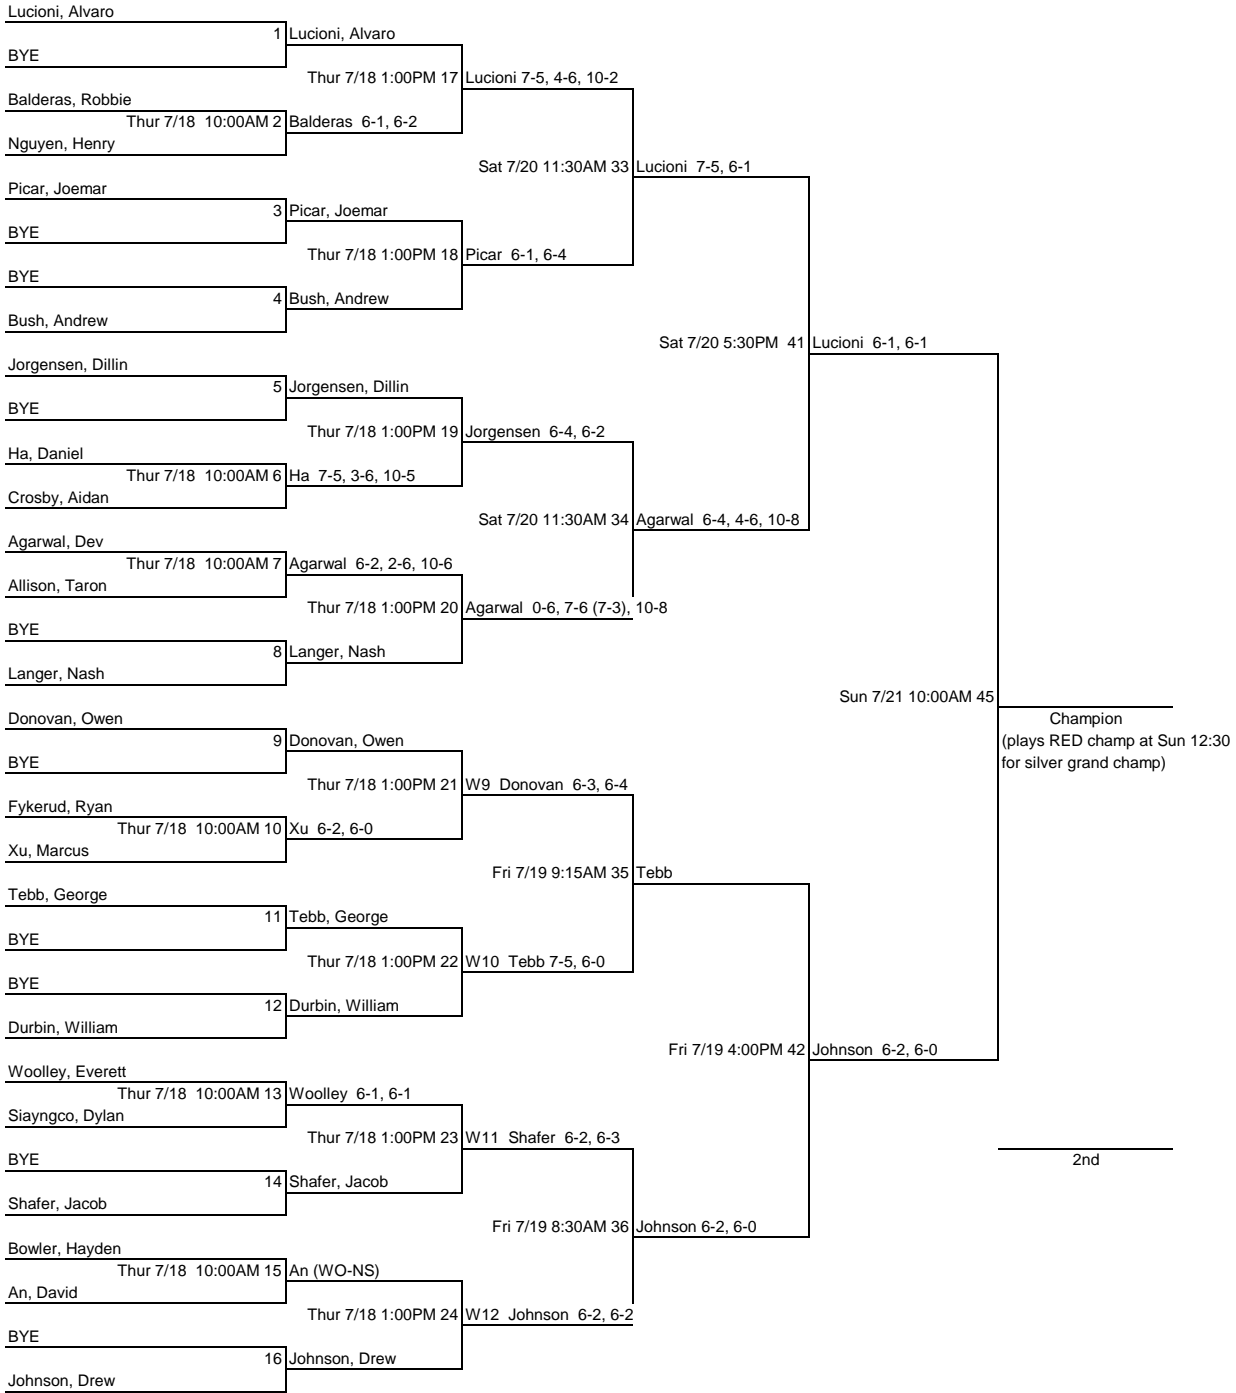 Lucioni, Alvaro
1 Lucioni, Alvaro
BYE
Thur 7/18 1:00PM 17 Lucioni 7-5, 4-6, 10-2
Balderas, Robbie
Thur 7/18 10:00AM 2 Balderas 6-1, 6-2
Nguyen, Henry
Sat 7/20 11:30AM 33 Lucioni 7-5, 6-1
Picar, Joemar
3 Picar, Joemar
BYE
Thur 7/18 1:00PM 18 Picar 6-1, 6-4
BYE
4 Bush, Andrew
Bush, Andrew
Sat 7/20 5:30PM 41 Lucioni 6-1, 6-1
Jorgensen, Dillin
5 Jorgensen, Dillin
BYE
Thur 7/18 1:00PM 19 Jorgensen 6-4, 6-2
Ha, Daniel
Thur 7/18 10:00AM 6 Ha 7-5, 3-6, 10-5
Crosby, Aidan
Sat 7/20 11:30AM 34 Agarwal 6-4, 4-6, 10-8
Agarwal, Dev
Thur 7/18 10:00AM 7 Agarwal 6-2, 2-6, 10-6
Allison, Taron
Thur 7/18 1:00PM 20 Agarwal 0-6, 7-6 (7-3), 10-8
BYE
8 Langer, Nash
Langer, Nash
Sun 7/21 10:00AM 45
Donovan, Owen
Champion
9 Donovan, Owen
(plays RED champ at Sun 12:30
BYE
for silver grand champ)
Thur 7/18 1:00PM 21 W9 Donovan 6-3, 6-4
Fykerud, Ryan
Thur 7/18 10:00AM 10 Xu 6-2, 6-0
Xu, Marcus
Fri 7/19 9:15AM 35 Tebb
Tebb, George
11 Tebb, George
BYE
Thur 7/18 1:00PM 22 W10 Tebb 7-5, 6-0
BYE
12 Durbin, William
Durbin, William
Fri 7/19 4:00PM 42 Johnson 6-2, 6-0
Woolley, Everett
Thur 7/18 10:00AM 13 Woolley 6-1, 6-1
Siayngco, Dylan
Thur 7/18 1:00PM 23 W11 Shafer 6-2, 6-3
BYE
2nd
14 Shafer, Jacob
Shafer, Jacob
Fri 7/19 8:30AM 36 Johnson 6-2, 6-0
Bowler, Hayden
Thur 7/18 10:00AM 15 An (WO-NS)
An, David
Thur 7/18 1:00PM 24 W12 Johnson 6-2, 6-2
BYE
16 Johnson, Drew
Johnson, Drew